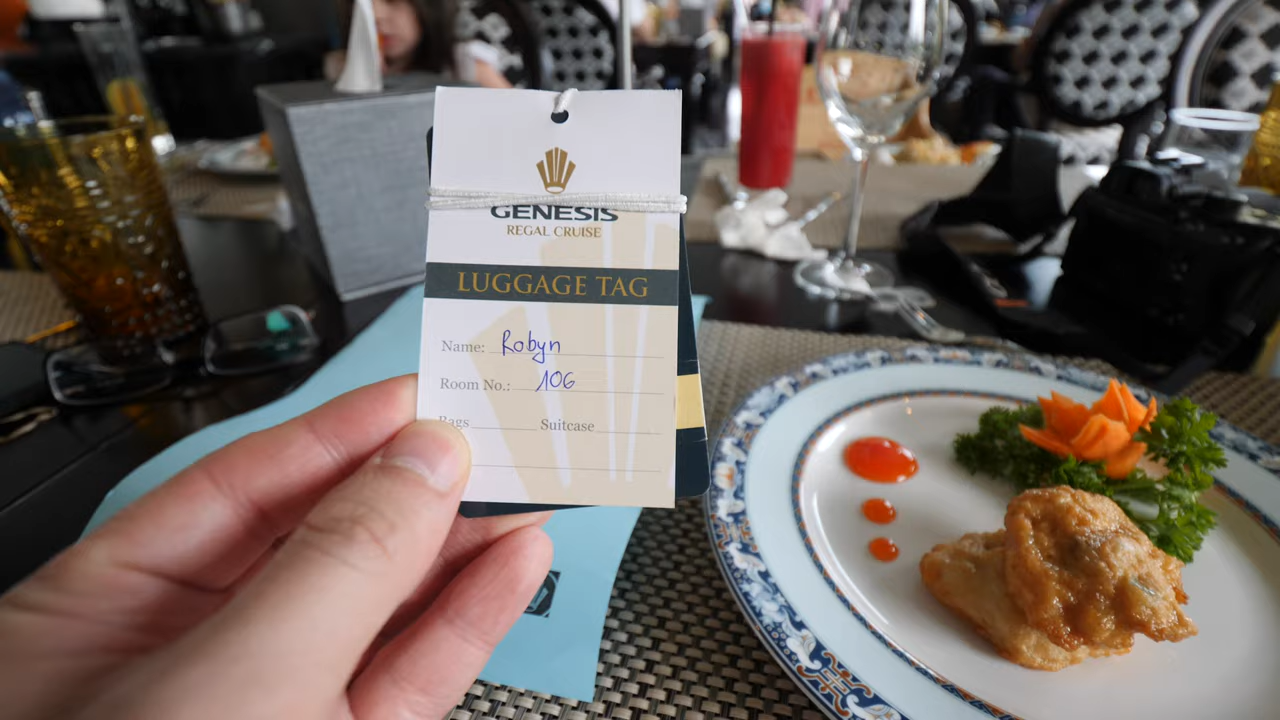 GENESIS
REGAL CRUISE
LUGGAGE TAG
Name: Robyn
Room No.: 106
Bags Suitcase